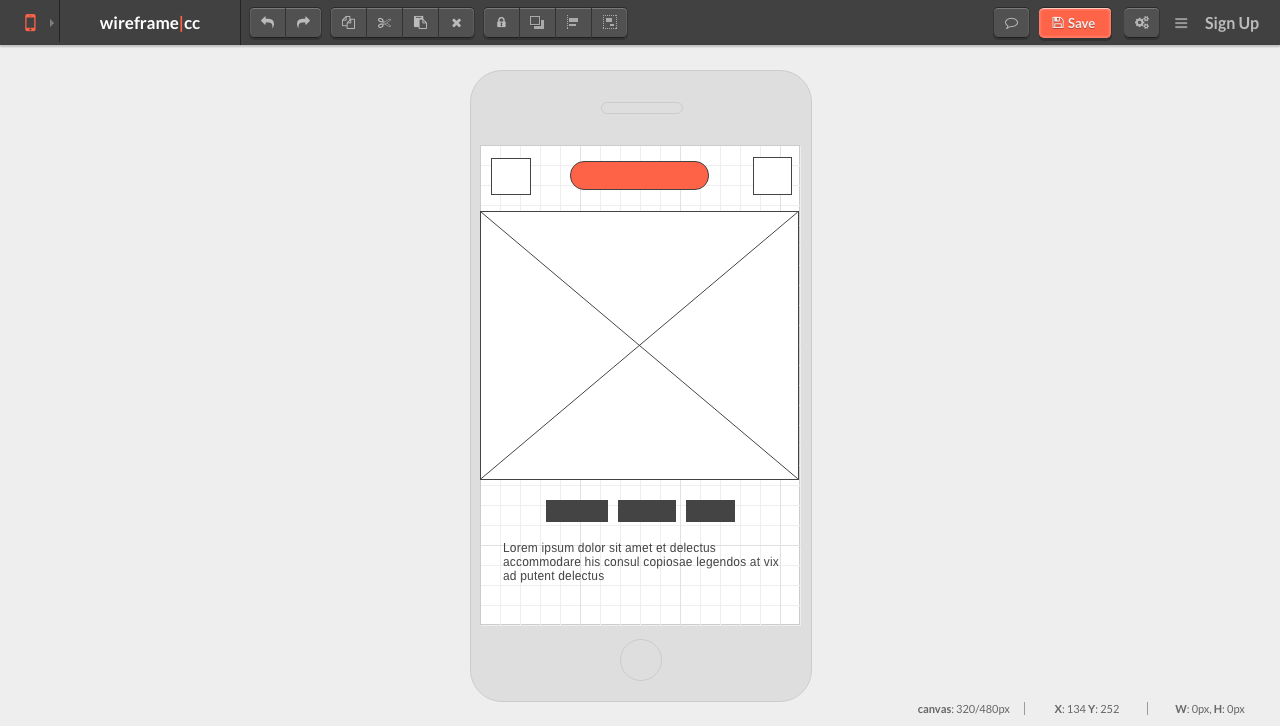 wireframe|cc
Save
Sign Up
Lorem ipsum dolor sit amet et delectus
accommodare his consul copiosae legendos at vix
ad putent delectus
canvas: 320/480px
X: 134 Y: 252
W: 0px, H: 0px